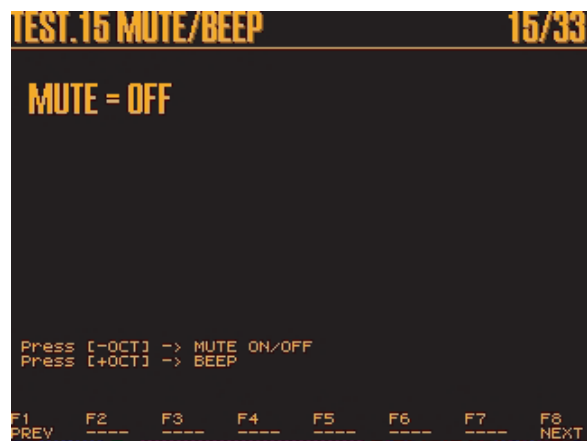 TEST.15 MUTE/BEEP 15/33
MUTE = OFF
Press [-OCT] -> MUTE ON/OFF
Press [+OCT] -> BEEP
F1 F2 F3 F4 F5 F6 F7 F8
PREV ---- ---- ---- ---- ---- ---- NEXT